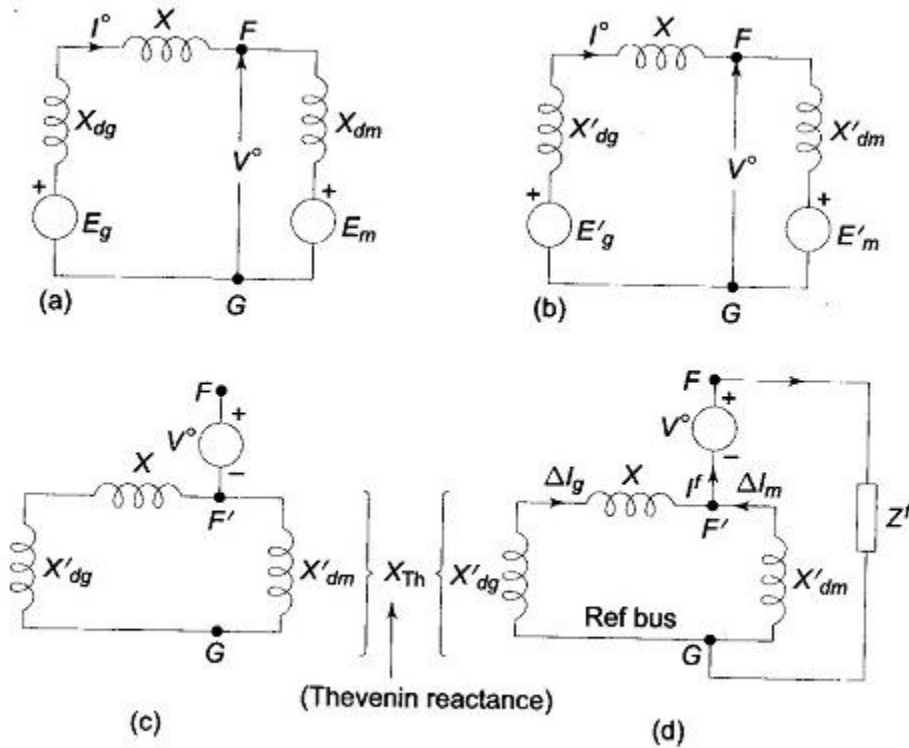 I° X F
X_dg X_dm
V°
+ +
E_g E_m
(a) G
I° X F
X'_dg X'_dm
V°
+ +
E'_g E'_m
(b) G
F
+
V°
X −
F'
X'_dg X'_dm X_Th
G
(Thevenin reactance)
(c)
F
+
V°
−
ΔI_g X I^f ΔI_m
F' Z^f
X'_dg X'_dm
Ref bus
G
(d)